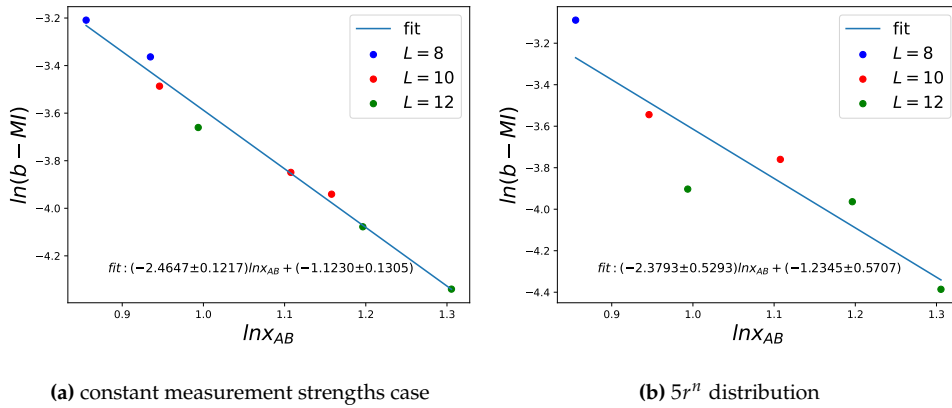 −3.2
−3.4
−3.6
−3.8
−4.0
−4.2
ln(b − MI)
0.9 1.0 1.1 1.2 1.3
lnx_AB
fit
L = 8
L = 10
L = 12
fit : (−2.4647±0.1217)lnx_AB + (−1.1230±0.1305)
(a) constant measurement strengths case
−3.2
−3.4
−3.6
−3.8
−4.0
−4.2
−4.4
ln(b − MI)
0.9 1.0 1.1 1.2 1.3
lnx_AB
fit
L = 8
L = 10
L = 12
fit : (−2.3793±0.5293)lnx_AB + (−1.2345±0.5707)
(b) 5r^n distribution